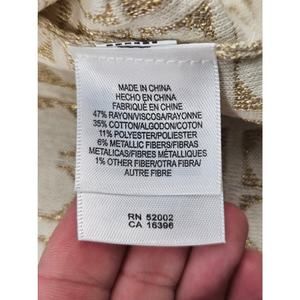 MADE IN CHINA
HECHO EN CHINA
FABRIQUÉ EN CHINE
47% RAYON/VISCOSA/RAYONNE
35% COTTON/ALGODON/COTON
11% POLYESTER/POLIESTER
6% METALLIC FIBERS/FIBRAS
METALICAS/FIBRES MÉTALLIQUES
1% OTHER FIBER/OTRA FIBRA/
AUTRE FIBRE
RN 52002
CA 16396